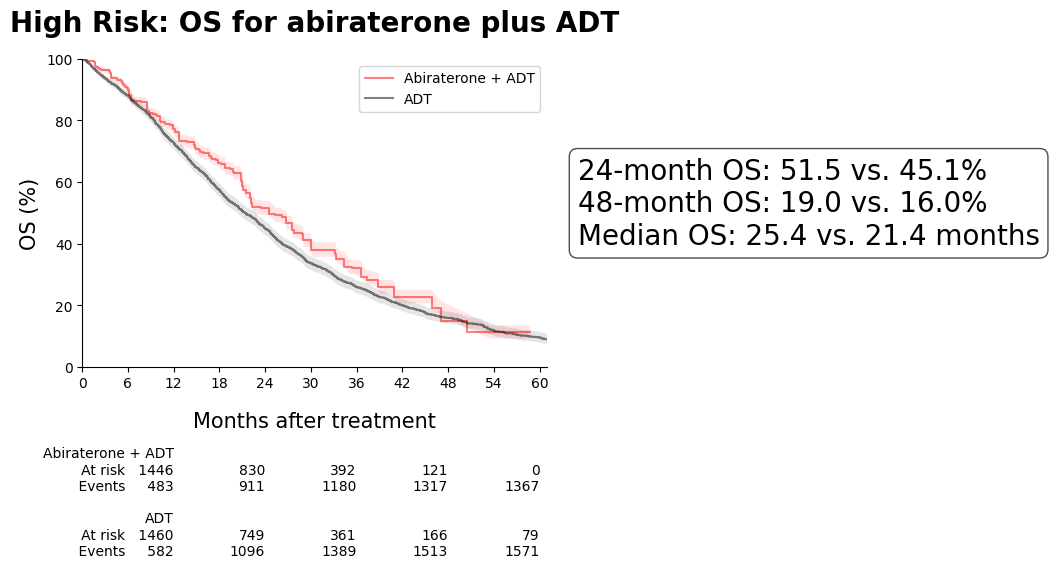 High Risk: OS for abiraterone plus ADT
100
80
60
40
20
0
OS (%)
Abiraterone + ADT
ADT
0 6 12 18 24 30 36 42 48 54 60
Months after treatment
24-month OS: 51.5 vs. 45.1%
48-month OS: 19.0 vs. 16.0%
Median OS: 25.4 vs. 21.4 months
Abiraterone + ADT
At risk 1446 830 392 121 0
Events 483 911 1180 1317 1367
ADT
At risk 1460 749 361 166 79
Events 582 1096 1389 1513 1571